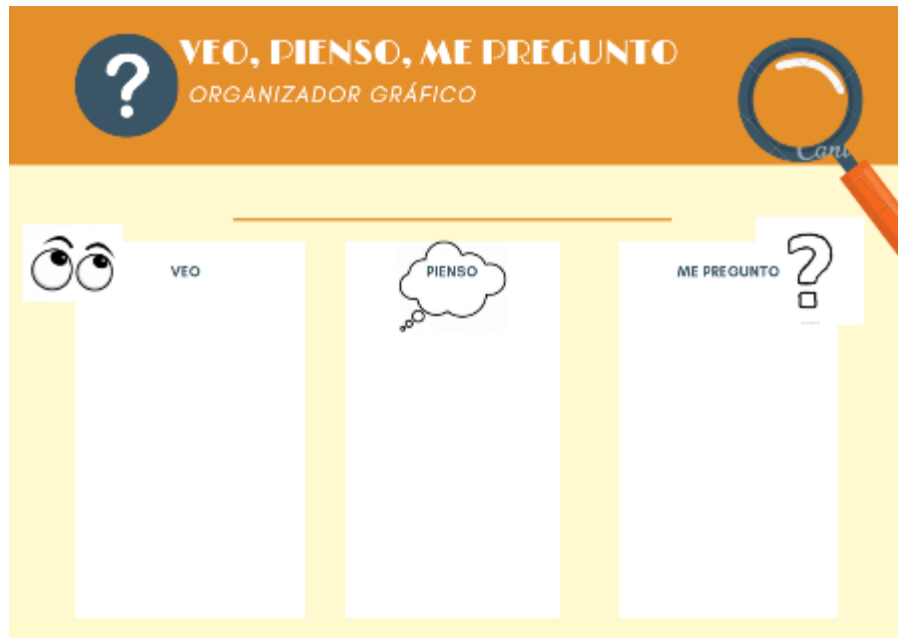 VEO, PIENSO, ME PREGUNTO
ORGANIZADOR GRÁFICO
VEO
PIENSO
ME PREGUNTO